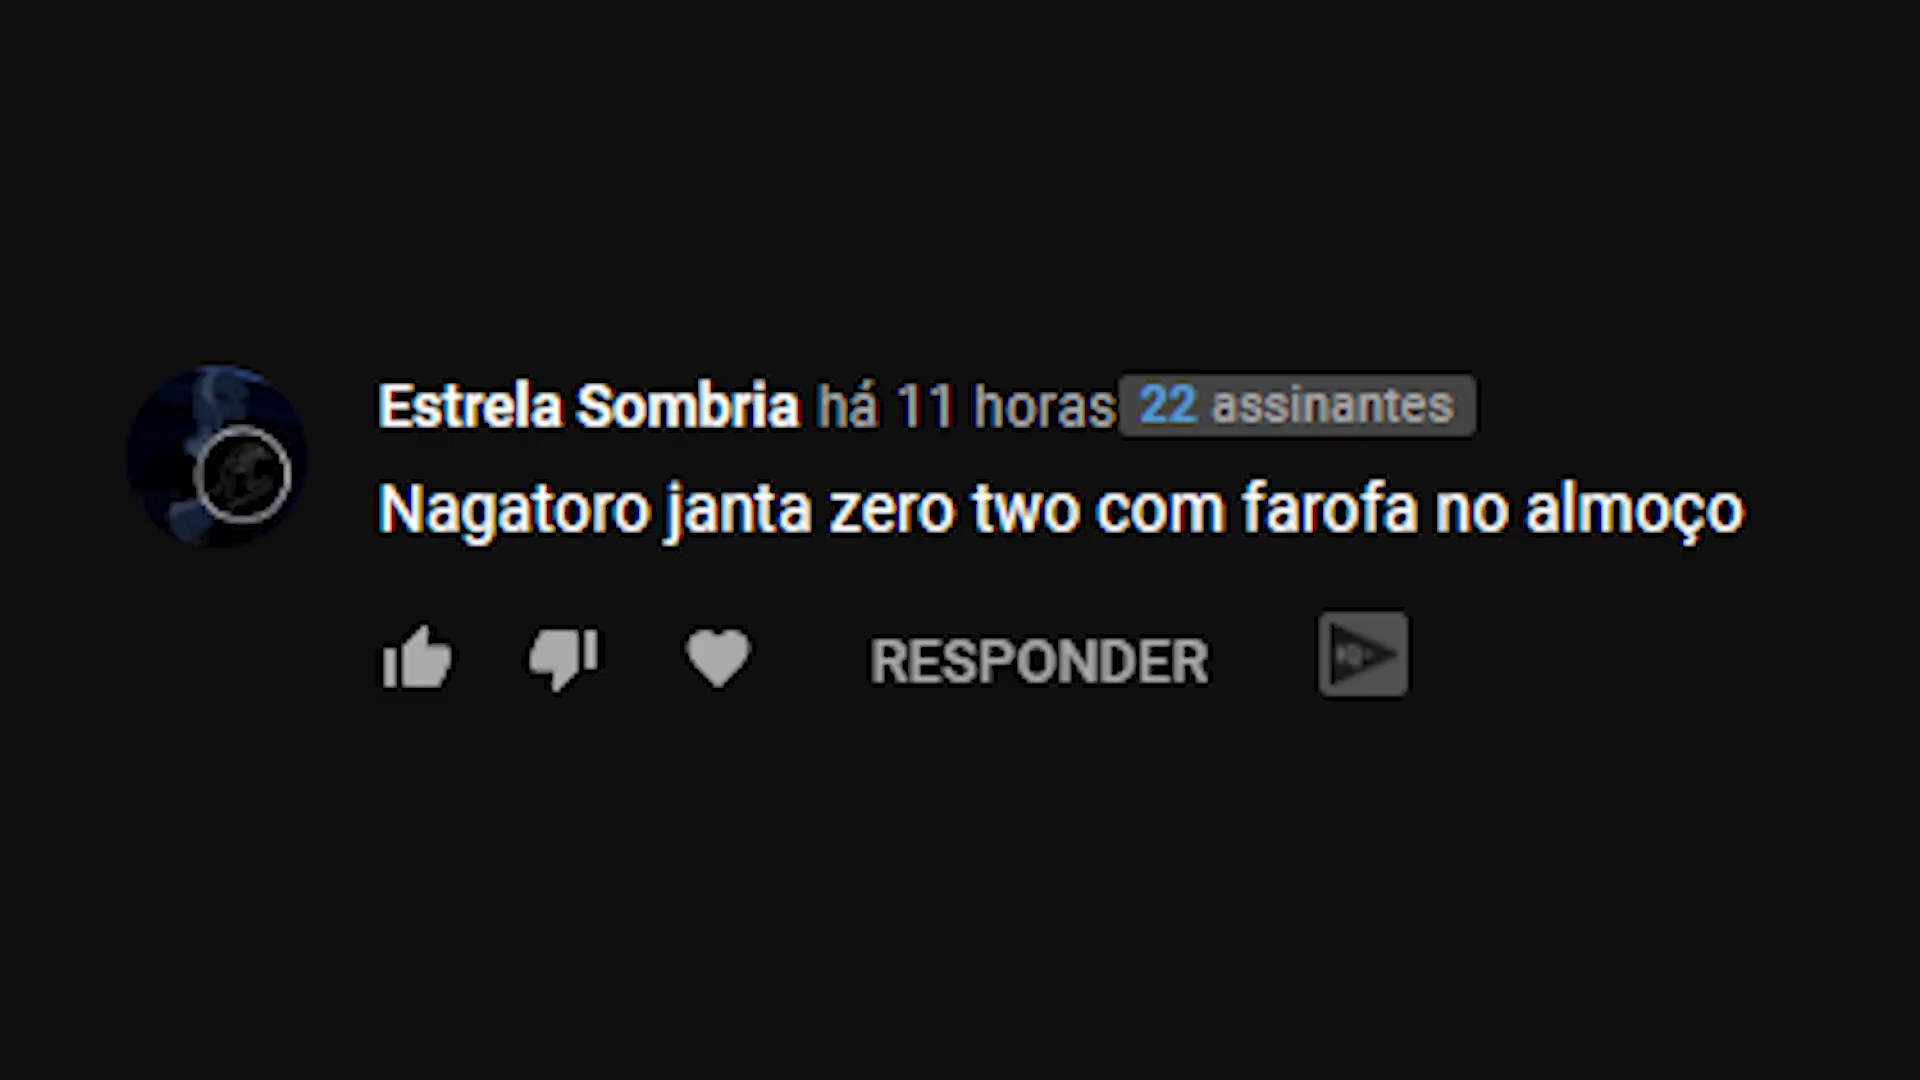 Estrela Sombria há 11 horas 22 assinantes
Nagatoro janta zero two com farofa no almoço
RESPONDER